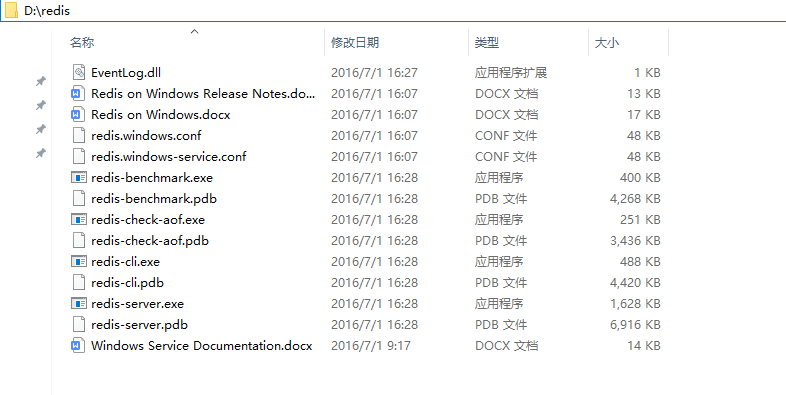 D:\redis
名称 修改日期 类型 大小
EventLog.dll 2016/7/1 16:27 应用程序扩展 1 KB
Redis on Windows Release Notes.do... 2016/7/1 16:07 DOCX 文档 13 KB
Redis on Windows.docx 2016/7/1 16:07 DOCX 文档 17 KB
redis.windows.conf 2016/7/1 16:07 CONF 文件 48 KB
redis.windows-service.conf 2016/7/1 16:07 CONF 文件 48 KB
redis-benchmark.exe 2016/7/1 16:28 应用程序 400 KB
redis-benchmark.pdb 2016/7/1 16:28 PDB 文件 4,268 KB
redis-check-aof.exe 2016/7/1 16:28 应用程序 251 KB
redis-check-aof.pdb 2016/7/1 16:28 PDB 文件 3,436 KB
redis-cli.exe 2016/7/1 16:28 应用程序 488 KB
redis-cli.pdb 2016/7/1 16:28 PDB 文件 4,420 KB
redis-server.exe 2016/7/1 16:28 应用程序 1,628 KB
redis-server.pdb 2016/7/1 16:28 PDB 文件 6,916 KB
Windows Service Documentation.docx 2016/7/1 9:17 DOCX 文档 14 KB